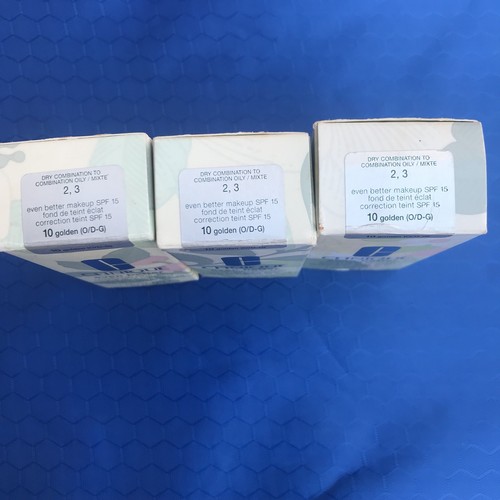 DRY COMBINATION TO
COMBINATION OILY / MIXTE
2, 3
even better makeup SPF 15
fond de teint éclat
correction teint SPF 15
10 golden (O/D-G)
CLINIQUE
DRY COMBINATION TO
COMBINATION OILY / MIXTE
2, 3
even better makeup SPF 15
fond de teint éclat
correction teint SPF 15
10 golden (O/D-G)
CLINIQUE
DRY COMBINATION TO
COMBINATION OILY / MIXTE
2, 3
even better makeup SPF 15
fond de teint éclat
correction teint SPF 15
10 golden (O/D-G)
CLINIQUE